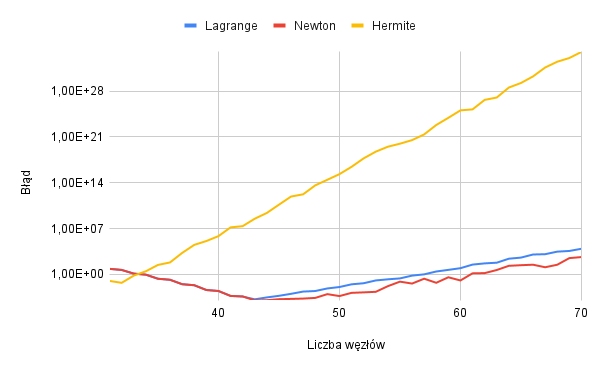 Lagrange Newton Hermite
1,00E+28
1,00E+21
1,00E+14
1,00E+07
1,00E+00
Błąd
40 50 60 70
Liczba węzłów